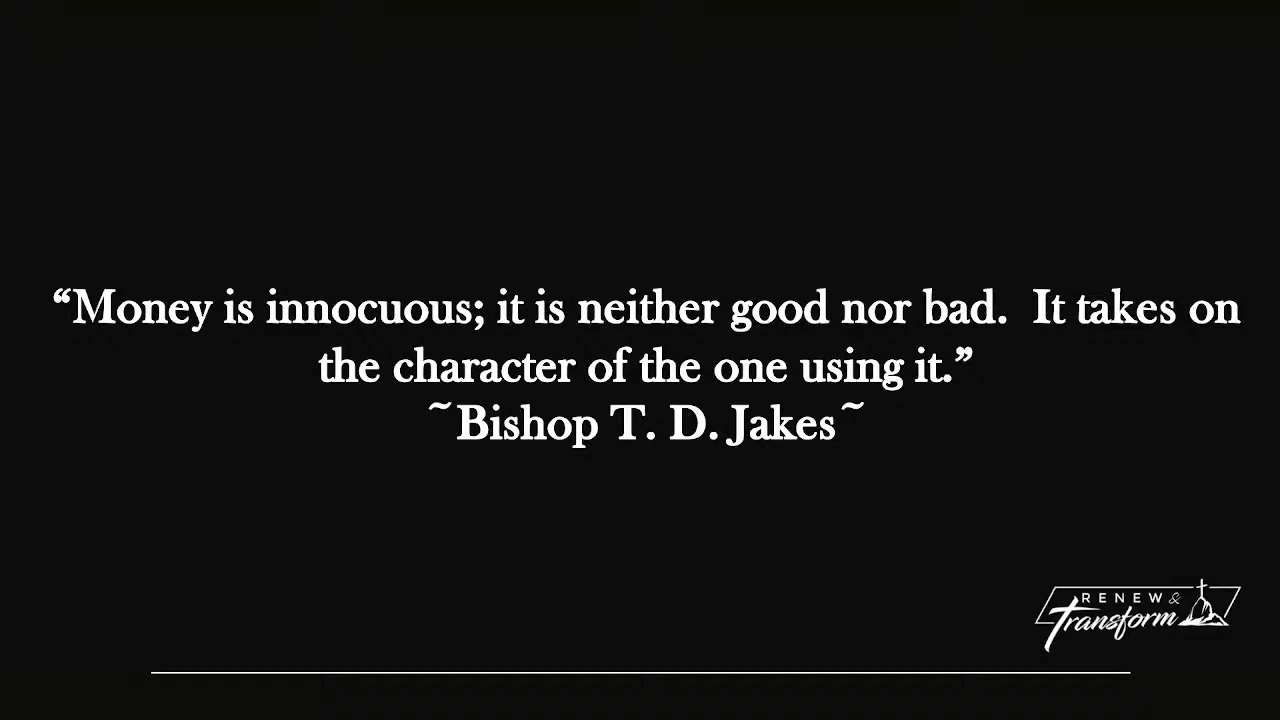 “Money is innocuous; it is neither good nor bad.  It takes on
the character of the one using it.”
~Bishop T. D. Jakes~
RENEW &
Transform